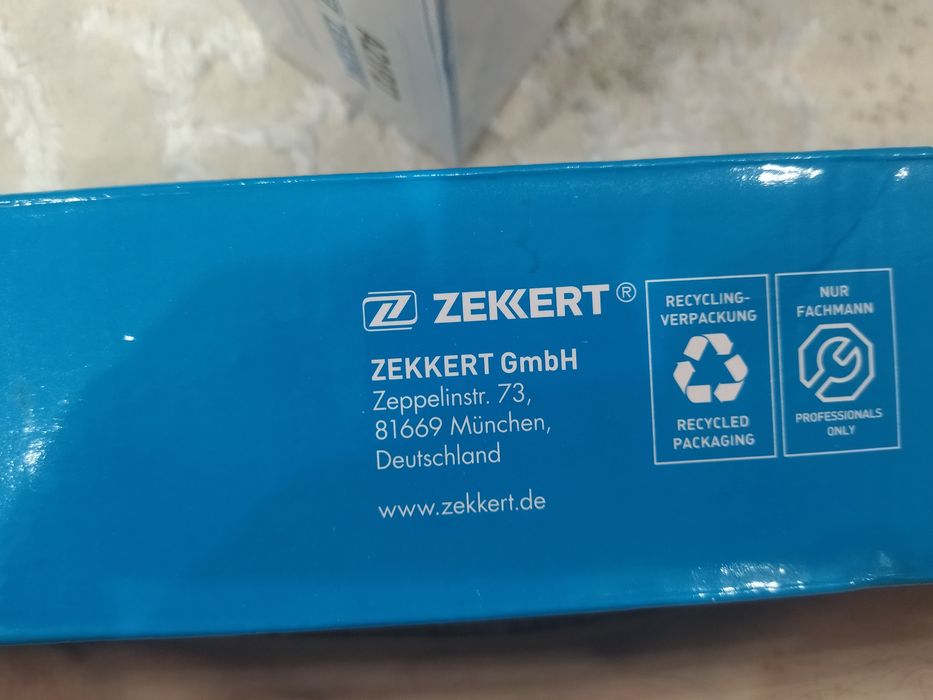 ZEKKERT®
ZEKKERT GmbH
Zeppelinstr. 73,
81669 München,
Deutschland
www.zekkert.de
RECYCLING-
VERPACKUNG
RECYCLED
PACKAGING
NUR
FACHMANN
PROFESSIONALS
ONLY